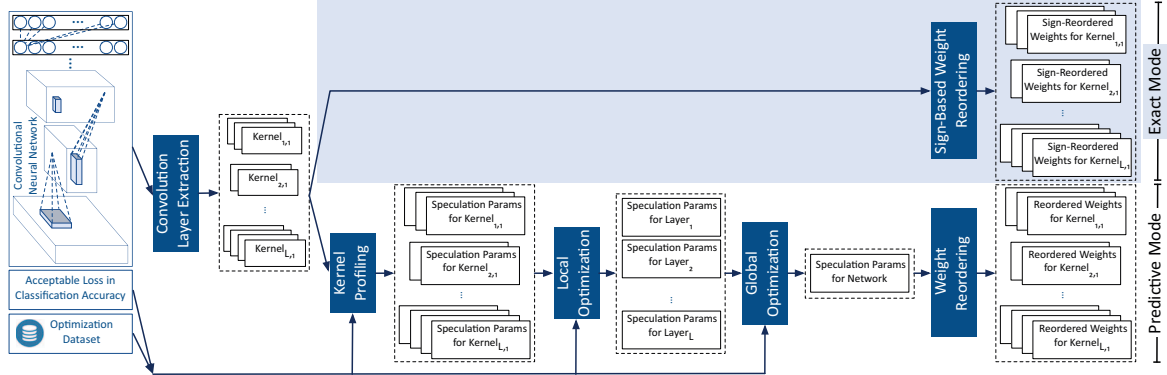 ...
...
⋮
Convolutional
Neural Network
Acceptable Loss in
Classification Accuracy
Optimization
Dataset
Convolution
Layer Extraction
Kernel1,1
Kernel2,1
⋮
KernelL,1
Kernel
Profiling
Speculation Params
for Kernel1,1
Speculation Params
for Kernel2,1
⋮
Speculation Params
for KernelL,1
Local
Optimization
Speculation Params
for Layer1
Speculation Params
for Layer2
⋮
Speculation Params
for LayerL
Global
Optimization
Speculation Params
for Network
Sign-Based Weight
Reordering
Sign-Reordered
Weights for Kernel1,1
Sign-Reordered
Weights for Kernel2,1
⋮
Sign-Reordered
Weights for KernelL,1
Exact Mode
Weight
Reordering
Reordered Weights
for Kernel1,1
Reordered Weights
for Kernel2,1
⋮
Reordered Weights
for KernelL,1
Predictive Mode